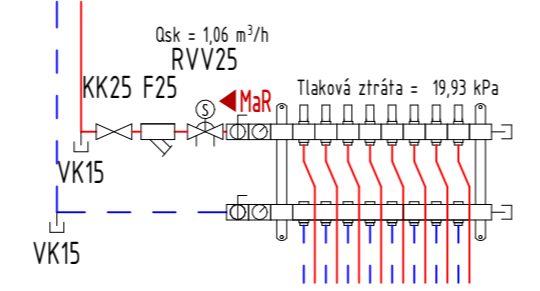 Qsk = 1,06 m³/h
RVV25
KK25 F25
S
MaR
Tlaková ztráta = 19,93 kPa
VK15
VK15